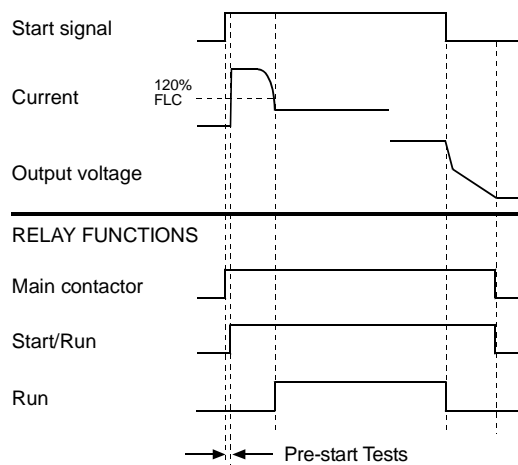 Start signal
120%
FLC
Current
Output voltage
RELAY FUNCTIONS
Main contactor
Start/Run
Run
Pre-start Tests